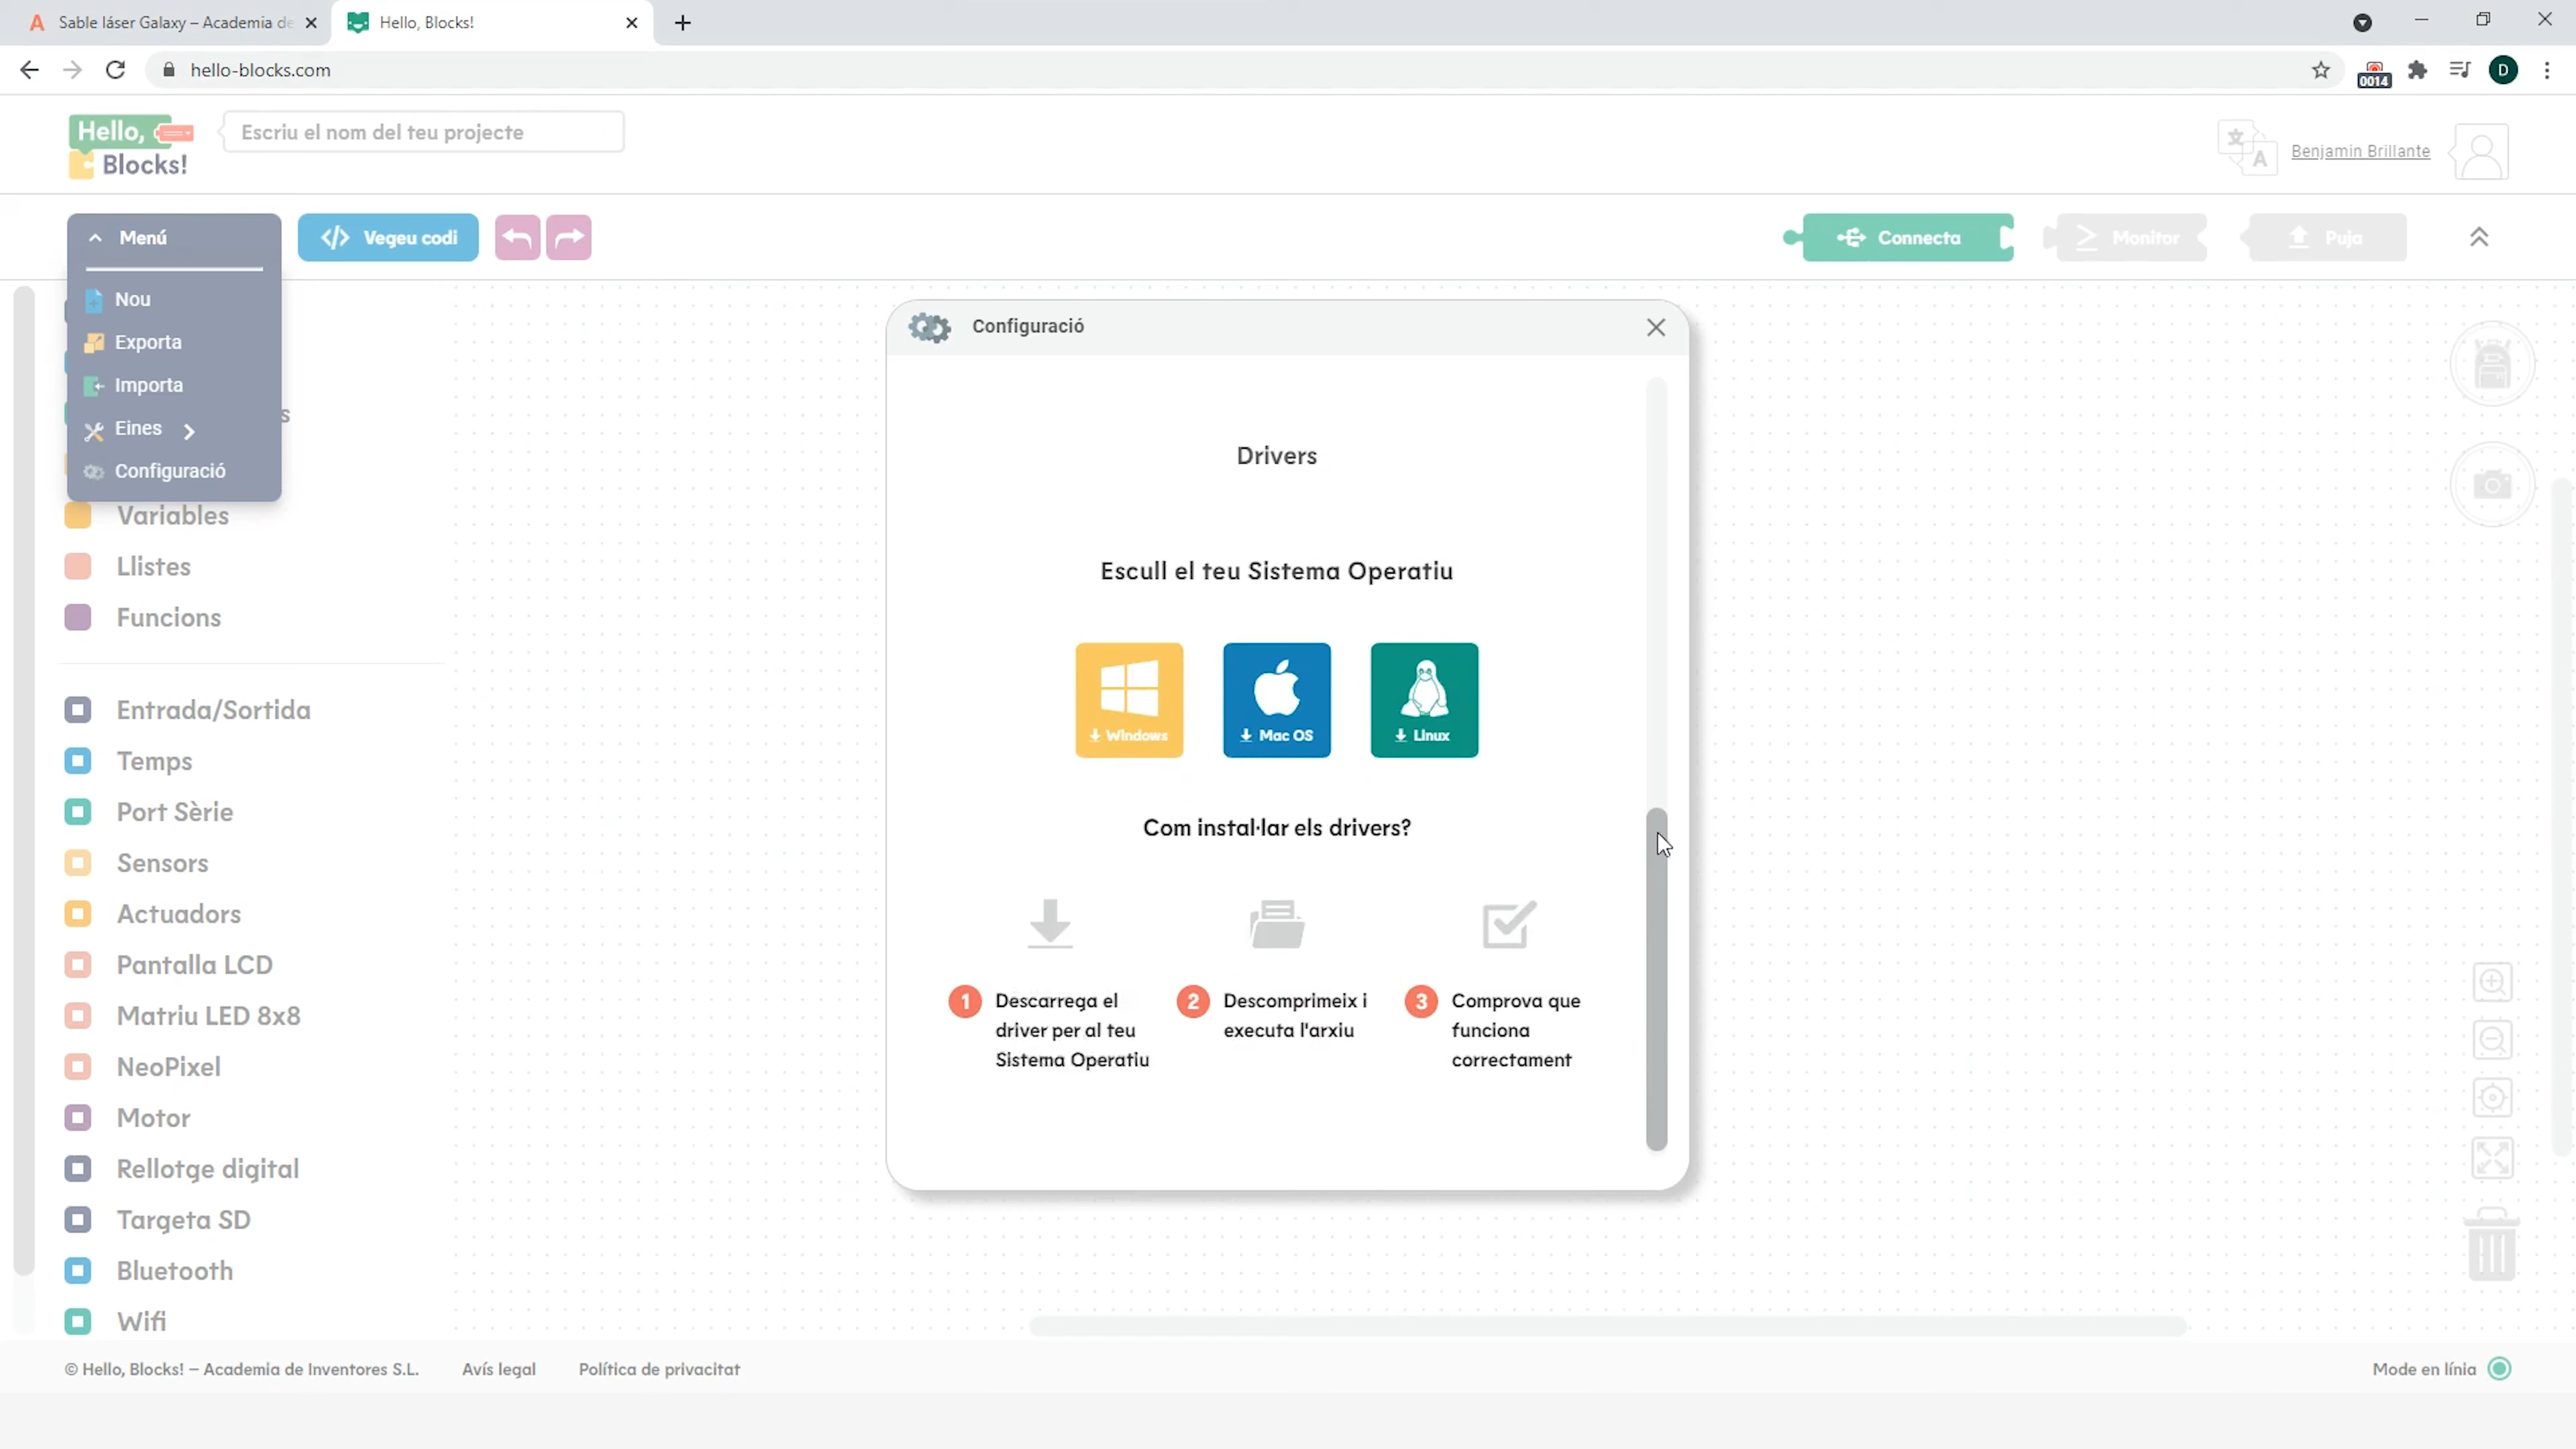 Sable láser Galaxy – Academia de
Hello, Blocks!
hello-blocks.com
0014
D
Hello,
Blocks!
Escriu el nom del teu projecte
A
Benjamin Brillante
Menú
Vegeu codi
Connecta
Monitor
Puja
Nou
Exporta
Importa
Eines
s
Configuració
Variables
Llistes
Funcions
Entrada/Sortida
Temps
Port Sèrie
Sensors
Actuadors
Pantalla LCD
Matriu LED 8x8
NeoPixel
Motor
Rellotge digital
Targeta SD
Bluetooth
Wifi
Configuració
Drivers
Escull el teu Sistema Operatiu
Windows
Mac OS
Linux
Com instal·lar els drivers?
1 Descarrega el
driver per al teu
Sistema Operatiu
2 Descomprimeix i
executa l'arxiu
3 Comprova que
funciona
correctament
© Hello, Blocks! – Academia de Inventores S.L.
Avís legal
Política de privacitat
Mode en línia